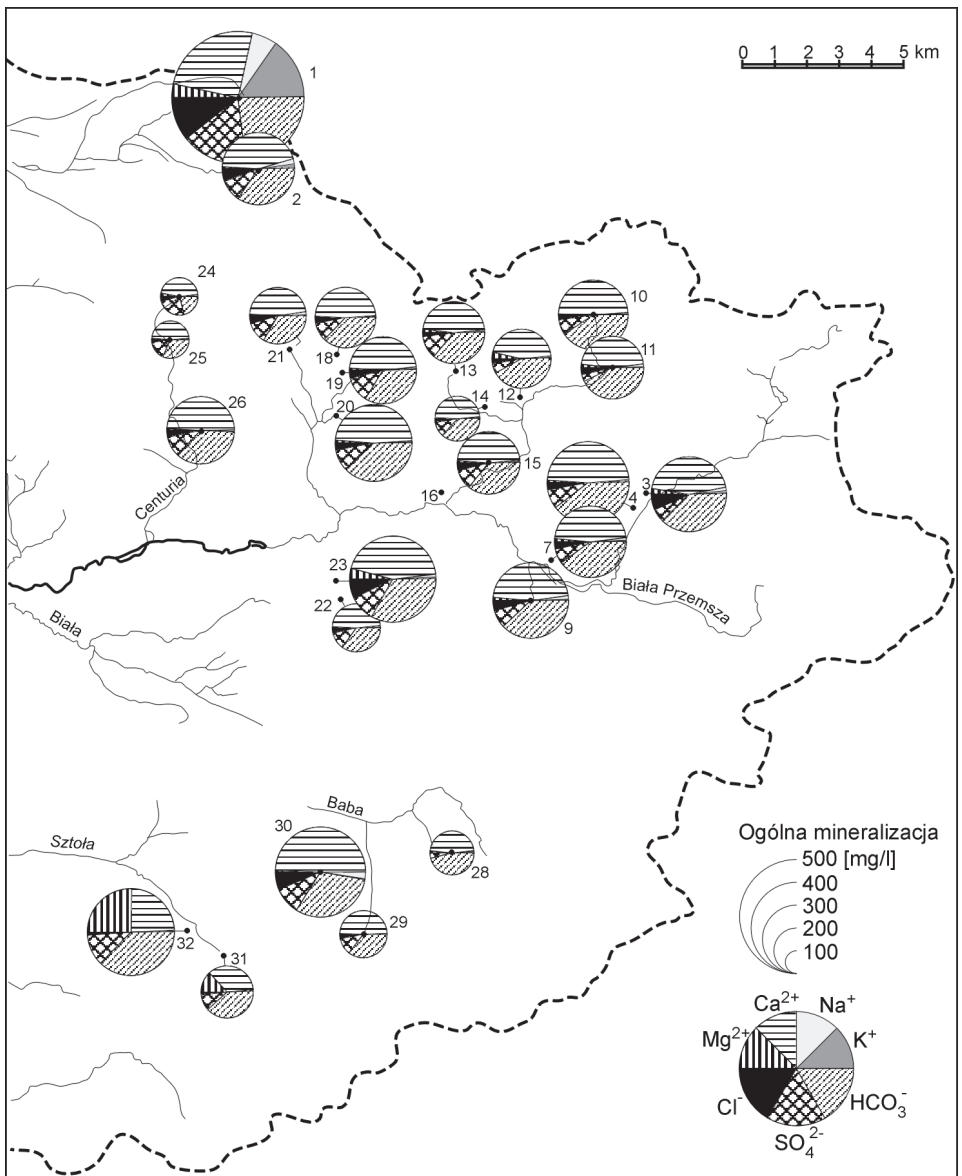 0 1 2 3 4 5 km
1
2
24
25
26
21
18
19
20
13
14
12
10
11
15
16
3
4
7
9
23
22
Centuria
Biała Przemsza
Biała
Baba
Sztoła
30
28
29
32
31
Ogólna mineralizacja
500 [mg/l]
400
300
200
100
Ca²⁺ Na⁺
Mg²⁺ K⁺
Cl⁻ HCO₃⁻
SO₄²⁻